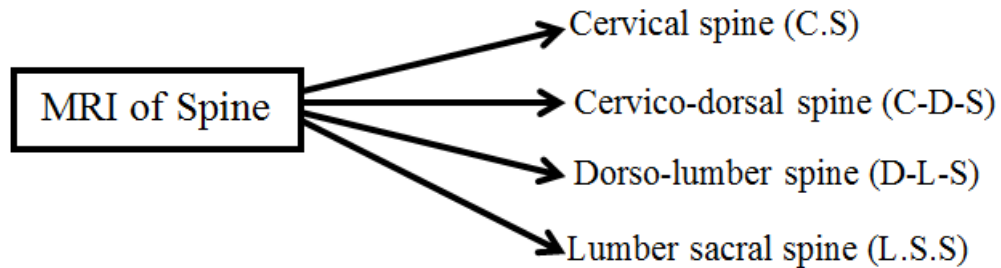 Cervical spine (C.S)
MRI of Spine
Cervico-dorsal spine (C-D-S)
Dorso-lumber spine (D-L-S)
Lumber sacral spine (L.S.S)